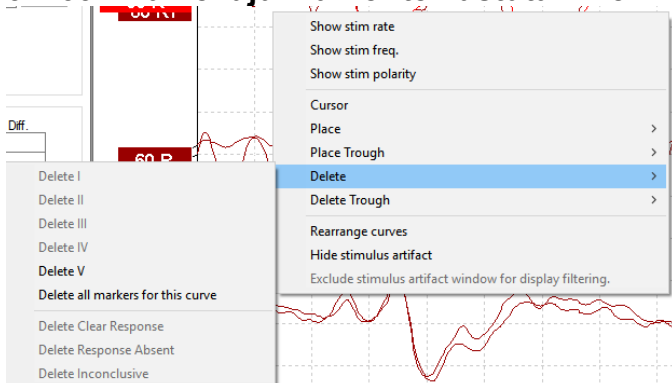 Show stim rate
Show stim freq.
Show stim polarity
Cursor
Diff.
Place
Place Trough
Delete
Delete Trough
Rearrange curves
Hide stimulus artifact
Exclude stimulus artifact window for display filtering.
Delete I
Delete II
Delete III
Delete IV
Delete V
Delete all markers for this curve
Delete Clear Response
Delete Response Absent
Delete Inconclusive